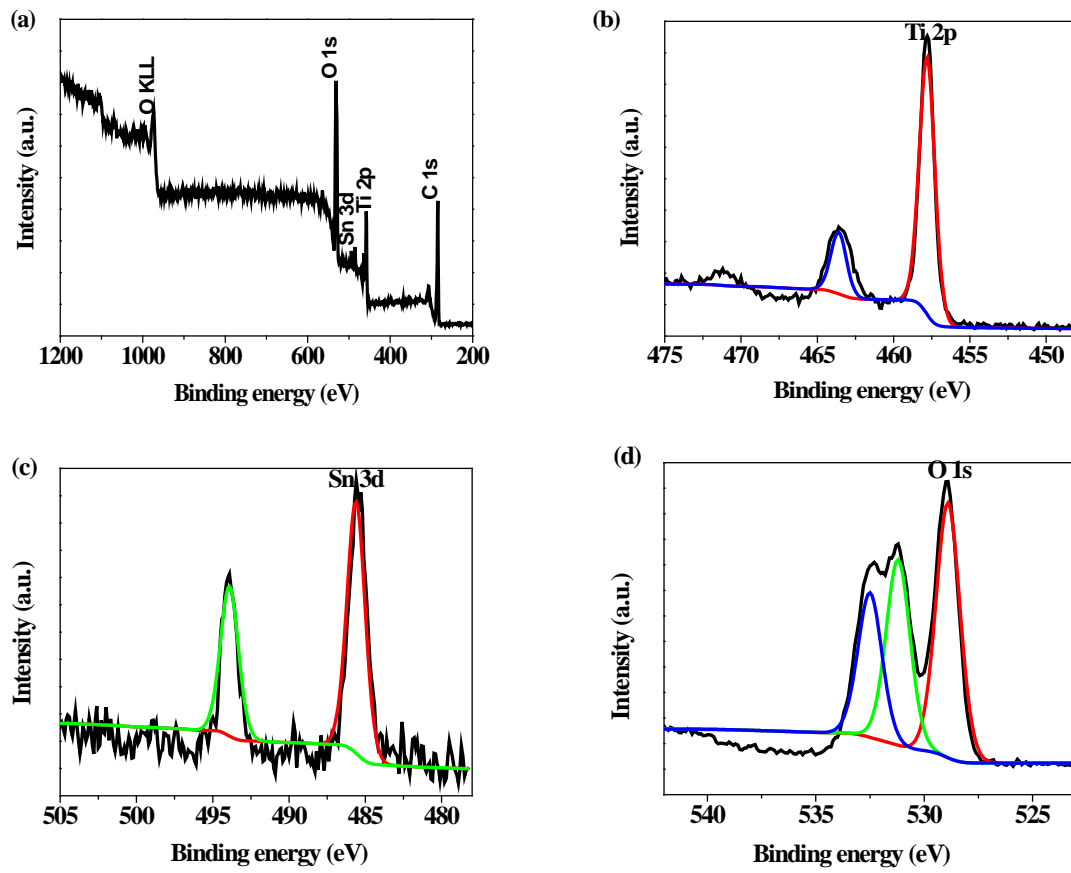 (a)
O KLL
O 1s
Sn 3d
Ti 2p
C 1s
Intensity (a.u.)
1200 1000 800 600 400 200
Binding energy (eV)
(b)
Ti 2p
Intensity (a.u.)
475 470 465 460 455 450
Binding energy (eV)
(c)
Sn 3d
Intensity (a.u.)
505 500 495 490 485 480
Binding energy (eV)
(d)
O 1s
Intensity (a.u.)
540 535 530 525
Binding energy (eV)